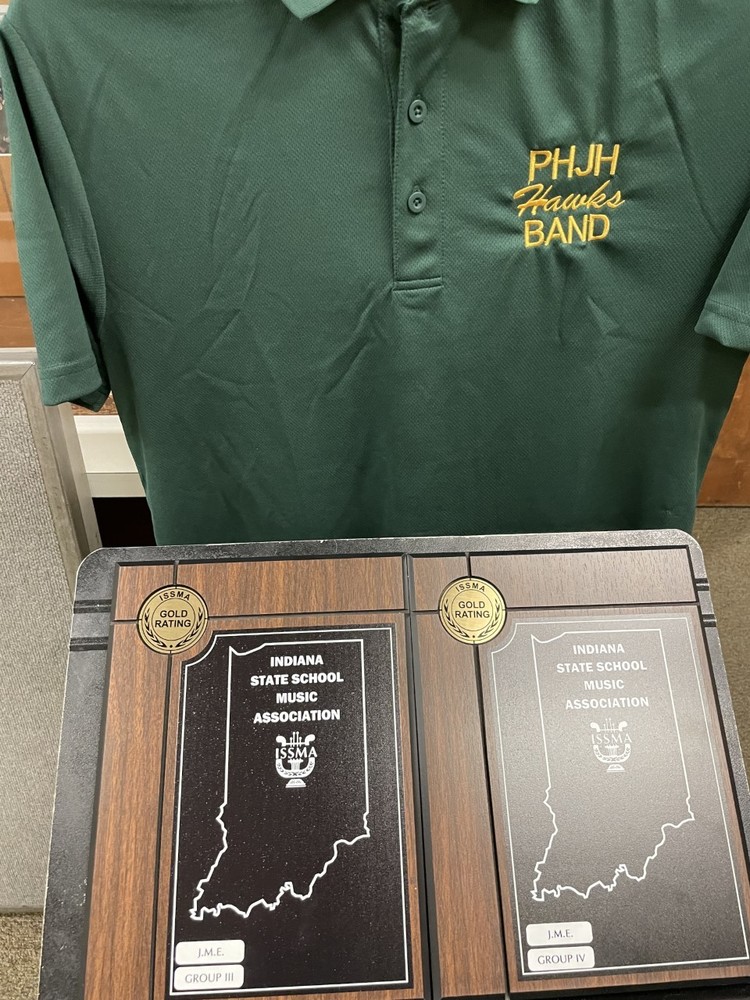 PHJH
Hawks
BAND
ISSMA
GOLD
RATING
INDIANA
STATE SCHOOL
MUSIC
ASSOCIATION
ISSMA
J.M.E.
GROUP III
ISSMA
GOLD
RATING
INDIANA
STATE SCHOOL
MUSIC
ASSOCIATION
ISSMA
J.M.E.
GROUP IV